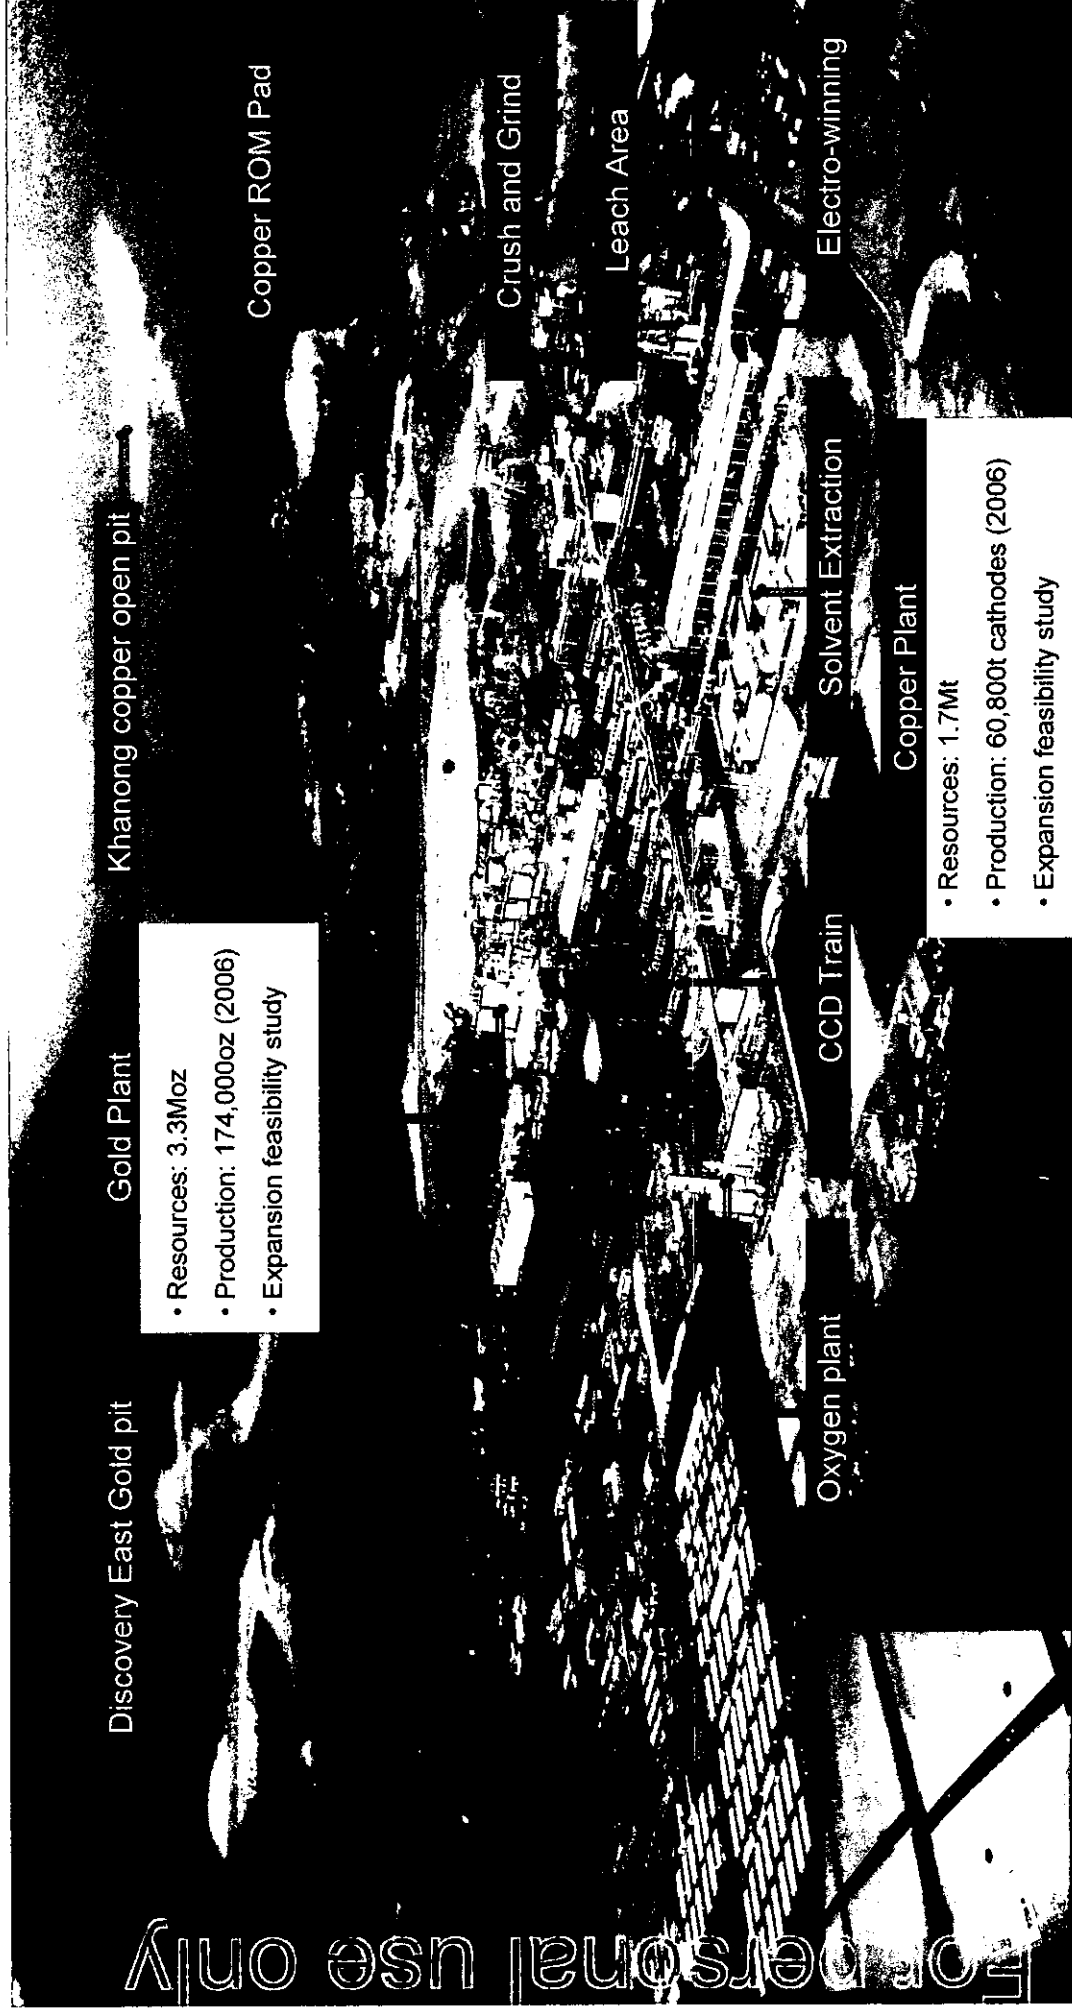 Discovery East Gold pit
Gold Plant
• Resources: 3.3Moz
• Production: 174,000oz (2006)
• Expansion feasibility study
Khanong copper open pit
Copper ROM Pad
Crush and Grind
Leach Area
Electro-winning
Solvent Extraction
CCD Train
Oxygen plant
Copper Plant
• Resources: 1.7Mt
• Production: 60,800t cathodes (2006)
• Expansion feasibility study
For personal use only